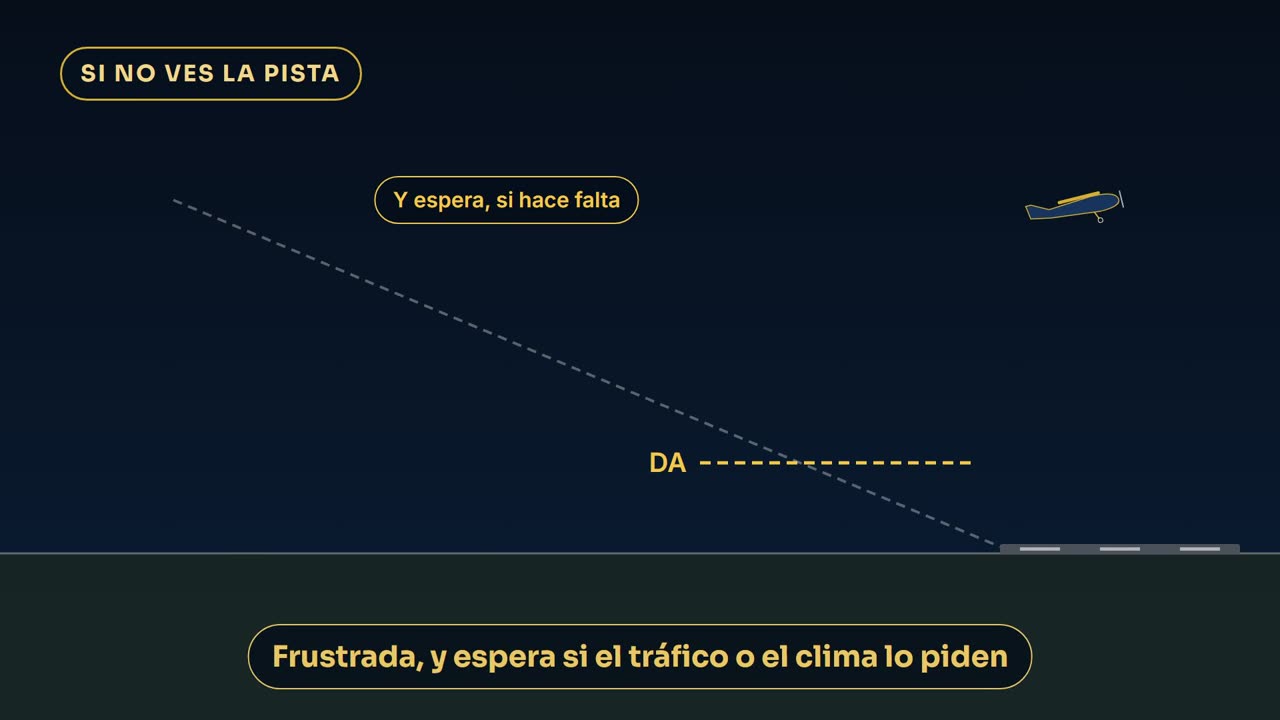 SI NO VES LA PISTA
Y espera, si hace falta
DA
Frustrada, y espera si el tráfico o el clima lo piden